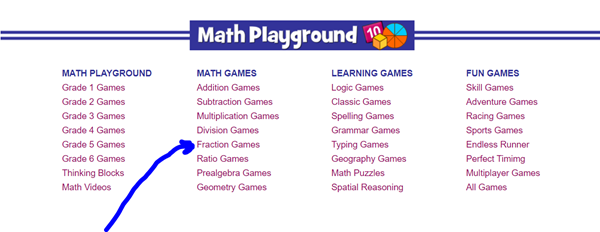 Math Playground 10
MATH PLAYGROUND
Grade 1 Games
Grade 2 Games
Grade 3 Games
Grade 4 Games
Grade 5 Games
Grade 6 Games
Thinking Blocks
Math Videos
MATH GAMES
Addition Games
Subtraction Games
Multiplication Games
Division Games
Fraction Games
Ratio Games
Prealgebra Games
Geometry Games
LEARNING GAMES
Logic Games
Classic Games
Spelling Games
Grammar Games
Typing Games
Geography Games
Math Puzzles
Spatial Reasoning
FUN GAMES
Skill Games
Adventure Games
Racing Games
Sports Games
Endless Runner
Perfect Timimg
Multiplayer Games
All Games